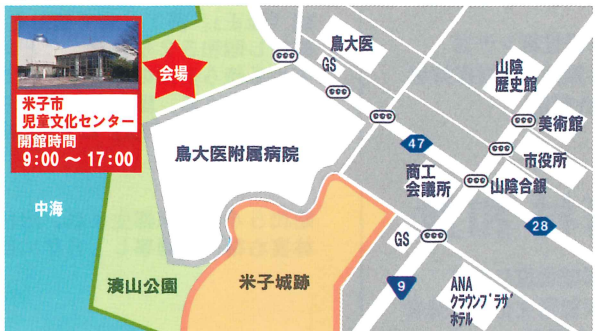 会場
米子市
児童文化センター
開館時間
9:00 〜 17:00
中海
湊山公園
鳥大医附属病院
米子城跡
鳥大医
GS
山陰
歴史館
美術館
市役所
47
商工
会議所
山陰合銀
28
GS
9
ANA
クラウンプラザ
ホテル